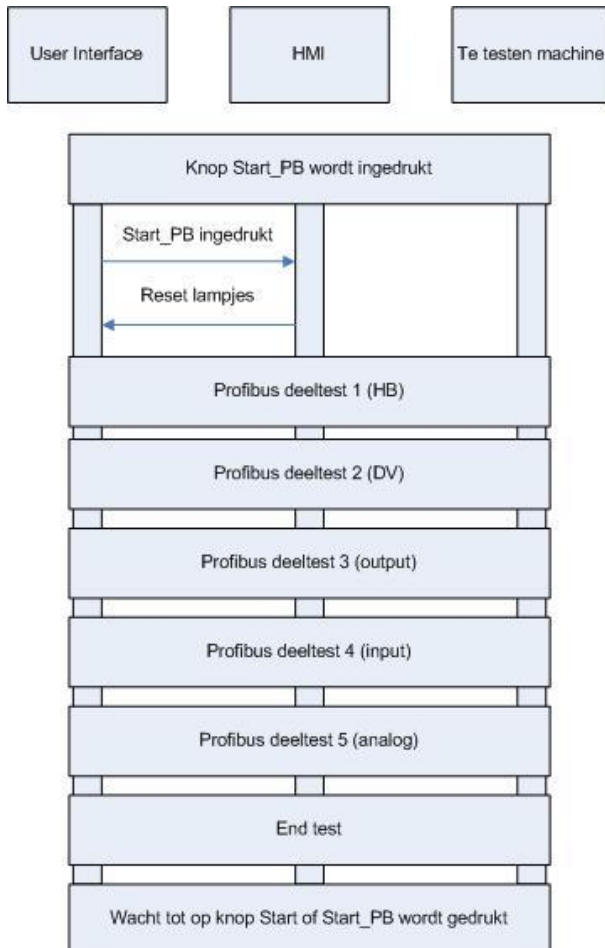 User Interface
HMI
Te testen machine
Knop Start_PB wordt ingedrukt
Start_PB ingedrukt
Reset lampjes
Profibus deeltest 1 (HB)
Profibus deeltest 2 (DV)
Profibus deeltest 3 (output)
Profibus deeltest 4 (input)
Profibus deeltest 5 (analog)
End test
Wacht tot op knop Start of Start_PB wordt gedrukt